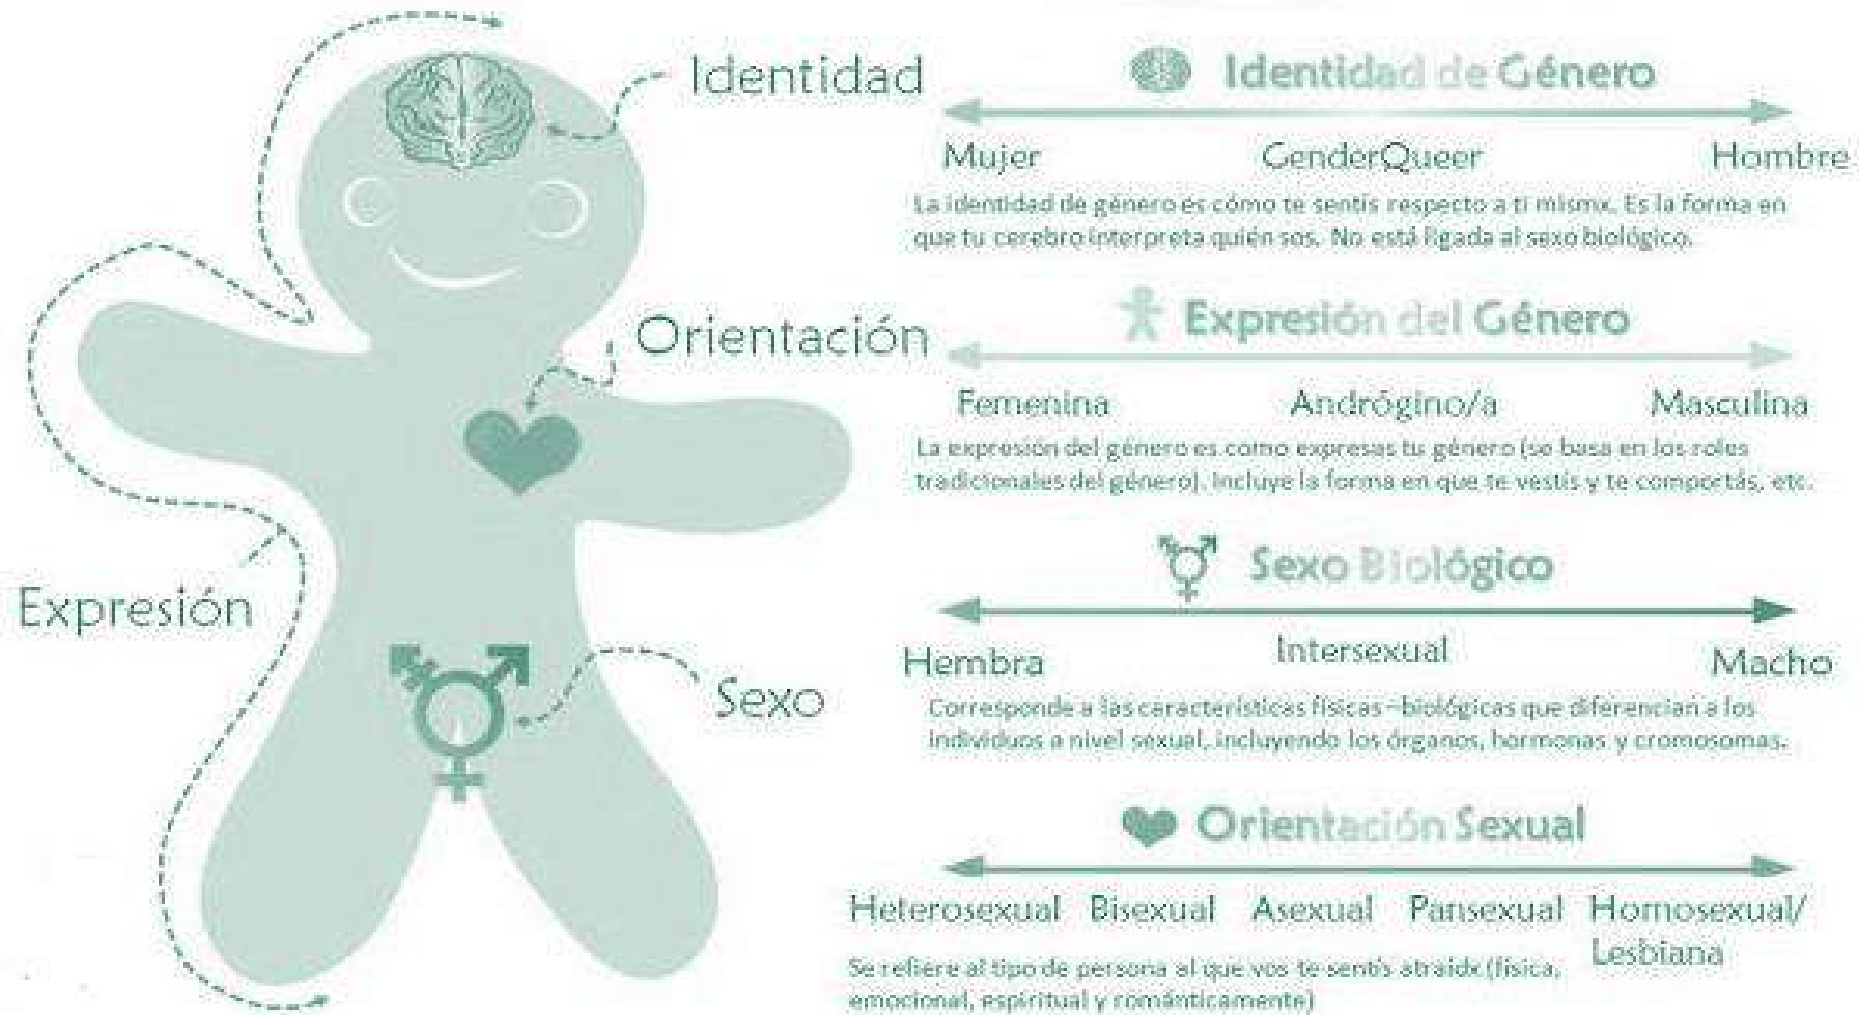 Identidad
Orientación
Expresión
Sexo
Identidad de Género
Mujer GenderQueer Hombre
La identidad de género es cómo te sentís respecto a ti mismx. Es la forma en
que tu cerebro interpreta quién sos. No está ligada al sexo biológico.
Expresión del Género
Femenina Andrógino/a Masculina
La expresión del género es como expresas tu género (se basa en los roles
tradicionales del género). Incluye la forma en que te vestís y te comportás, etc.
Sexo Biológico
Hembra Intersexual Macho
Corresponde a las características físicas–biológicas que diferencian a los
individuos a nivel sexual, incluyendo los órganos, hormonas y cromosomas.
Orientación Sexual
Heterosexual Bisexual Asexual Pansexual Homosexual/
Lesbiana
Se refiere al tipo de persona al que vos te sentís atraídx (física,
emocional, espiritual y románticamente)